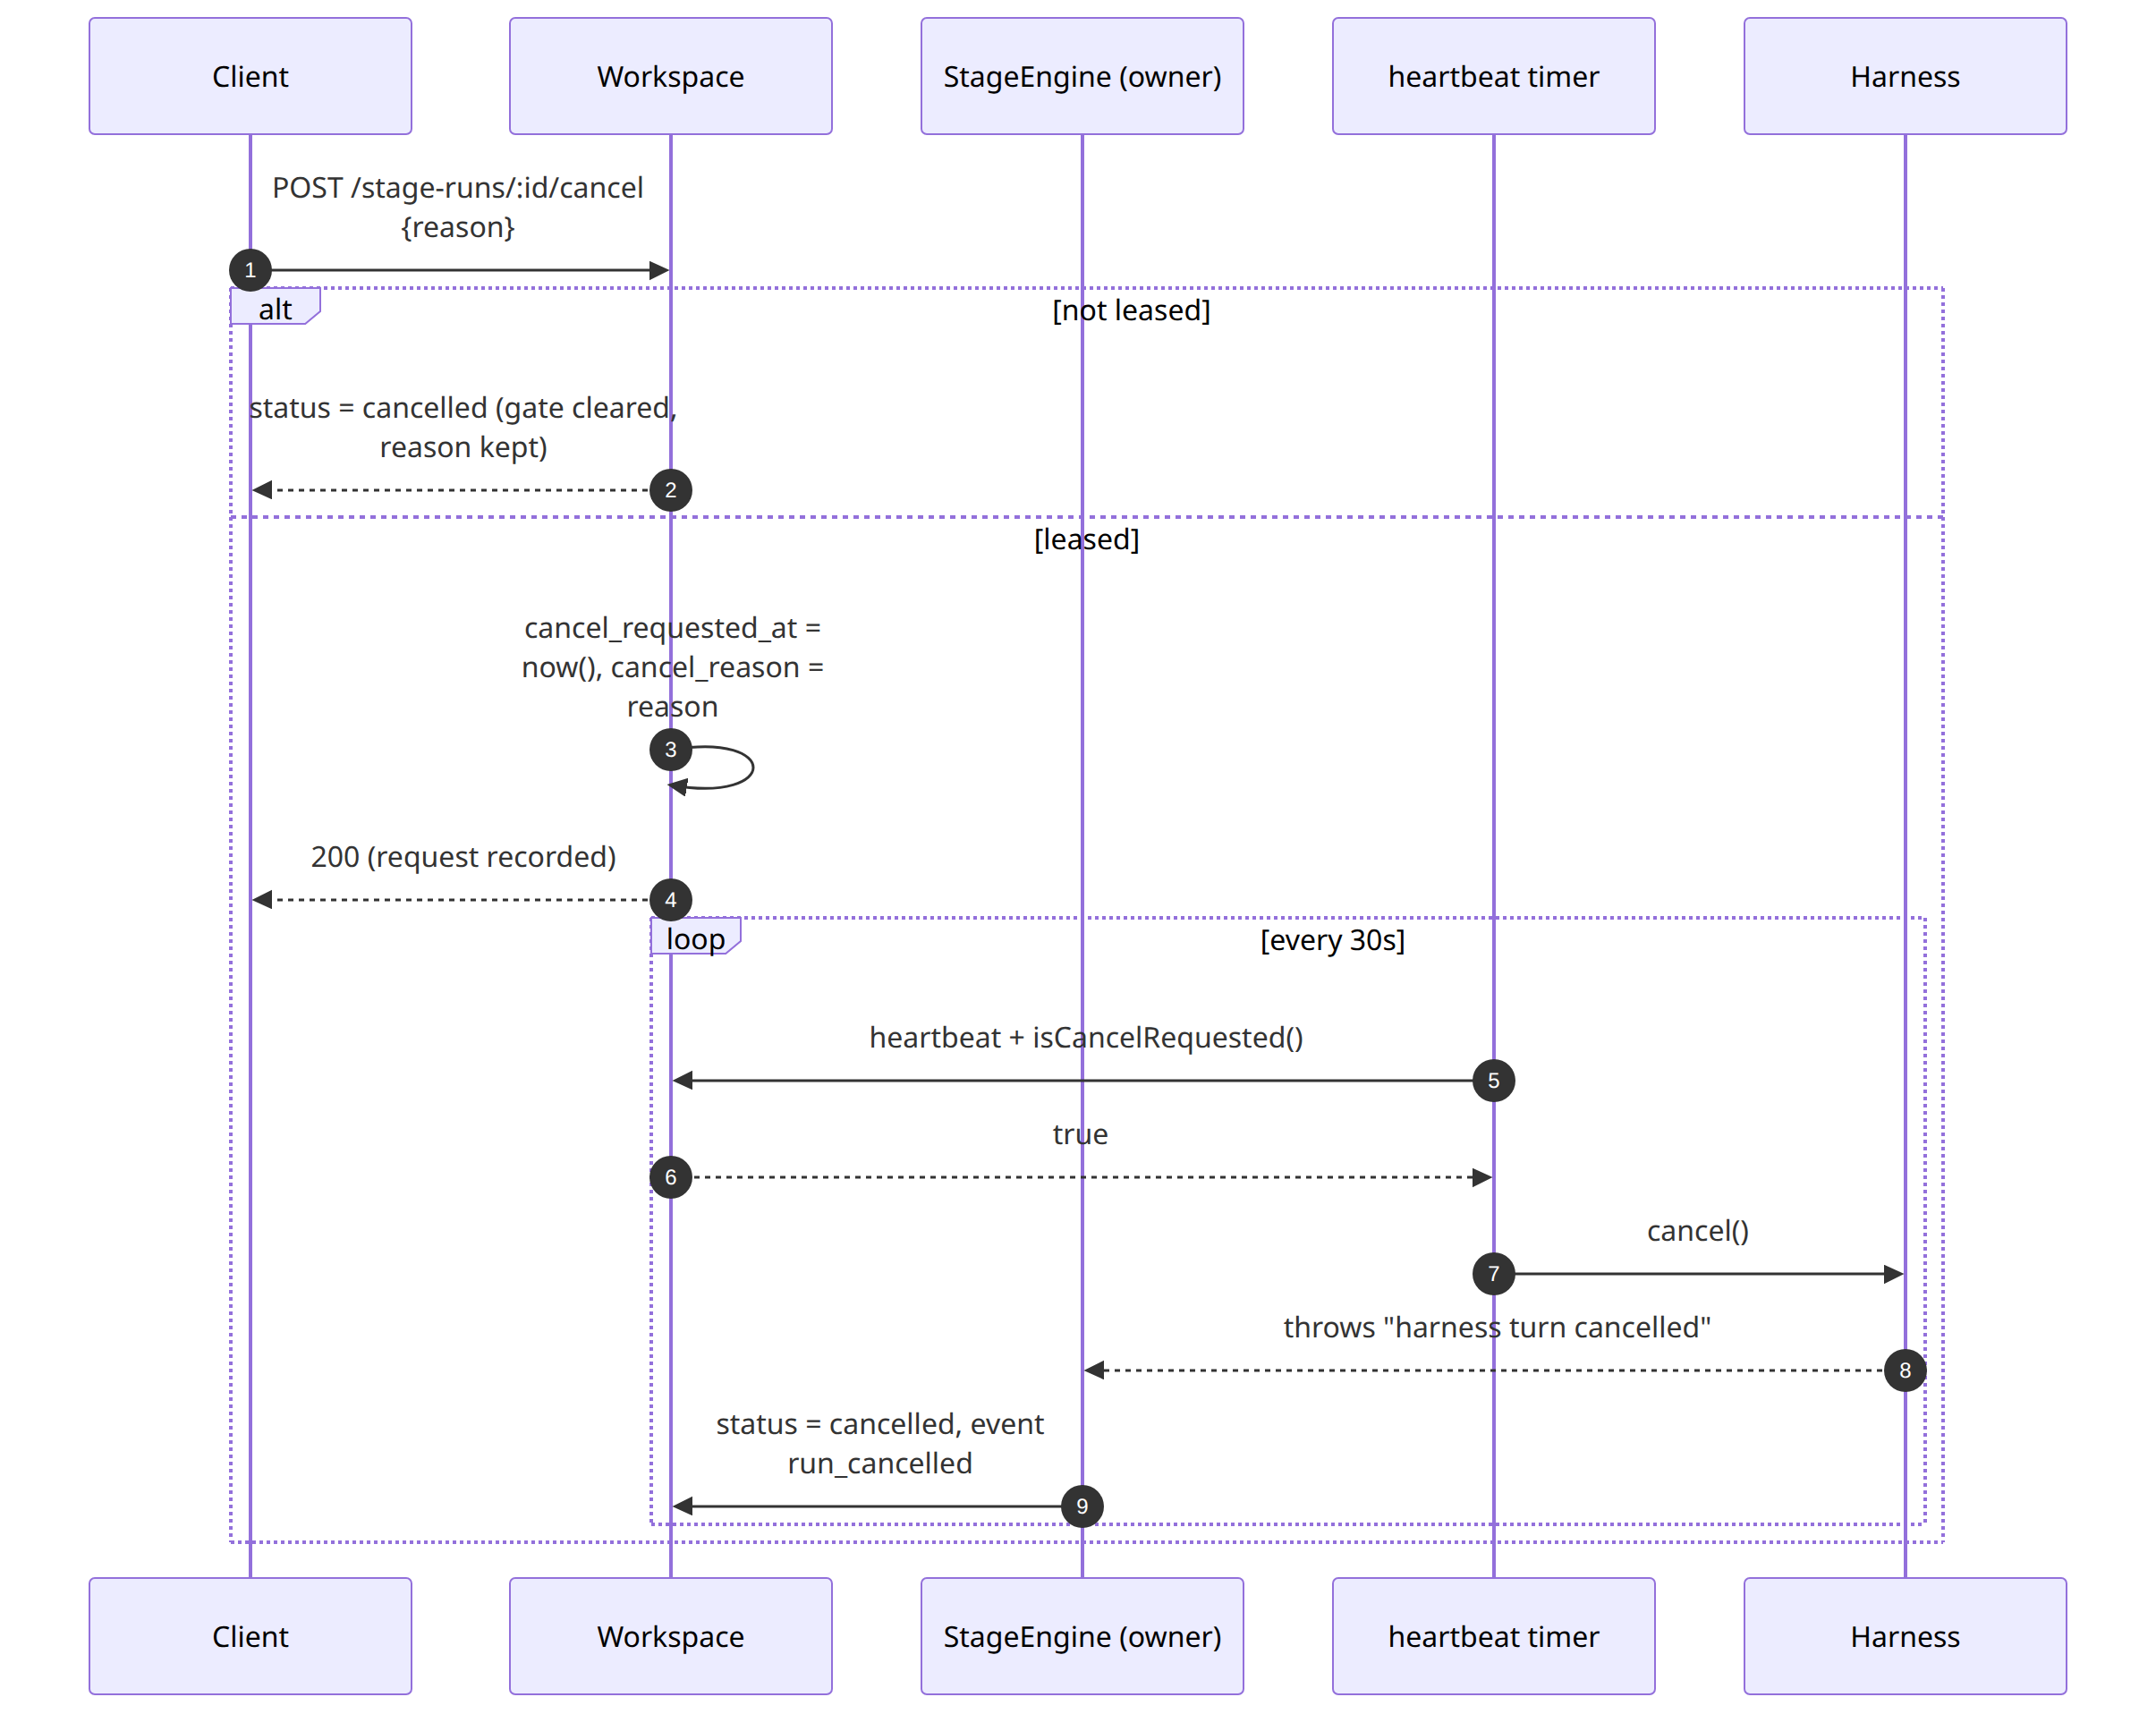 Client
Workspace
StageEngine (owner)
heartbeat timer
Harness
POST /stage-runs/:id/cancel
{reason}
1
alt
[not leased]
status = cancelled (gate cleared,
reason kept)
2
[leased]
cancel_requested_at =
now(), cancel_reason =
reason
3
200 (request recorded)
4
loop
[every 30s]
heartbeat + isCancelRequested()
5
true
6
cancel()
7
throws "harness turn cancelled"
8
status = cancelled, event
run_cancelled
9
Client
Workspace
StageEngine (owner)
heartbeat timer
Harness